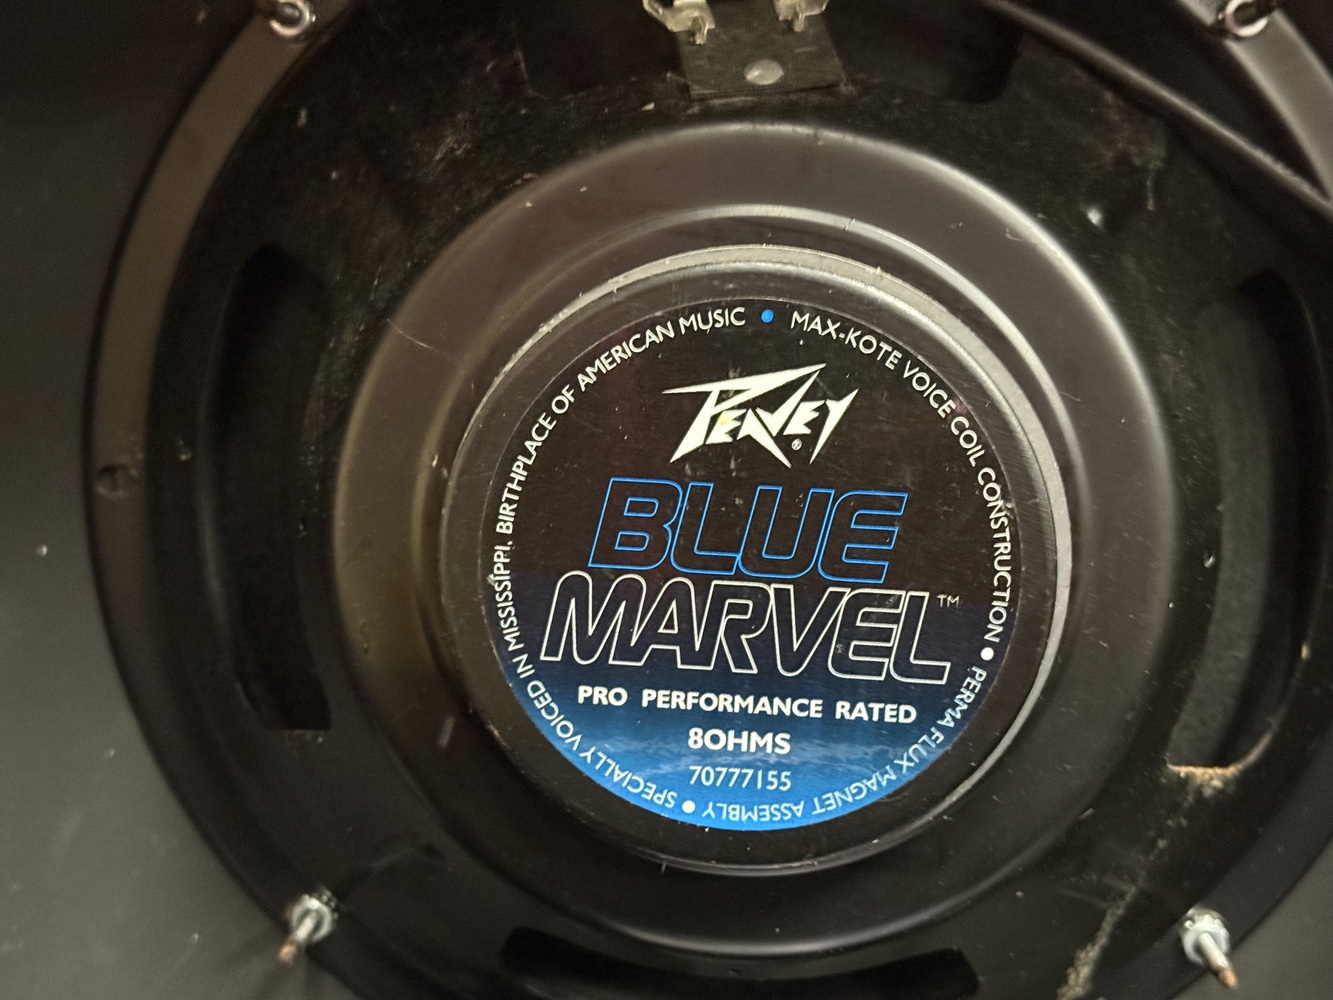 SPECIALLY VOICED IN MISSISSIPPI. BIRTHPLACE OF AMERICAN MUSIC • MAX-KOTE VOICE COIL CONSTRUCTION • PERMA FLUX MAGNET ASSEMBLY •
PEAVEY®
BLUE
MARVEL™
PRO PERFORMANCE RATED
8OHMS
70777155